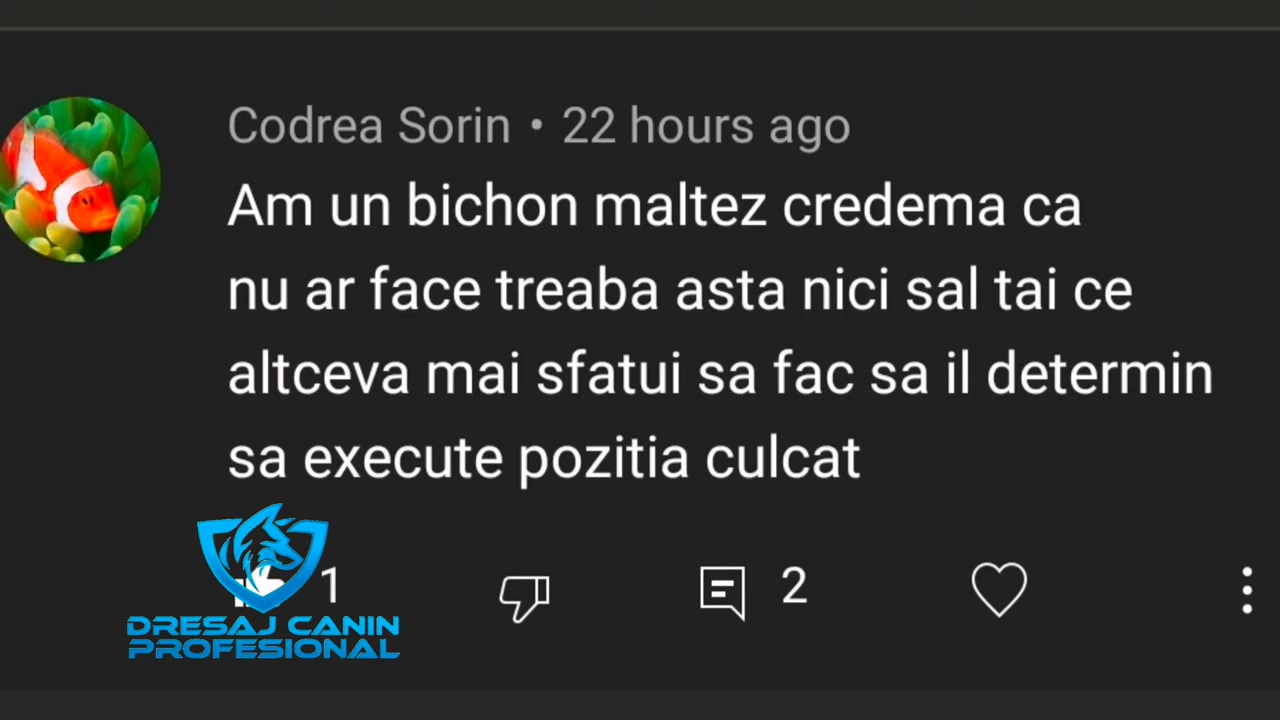 Codrea Sorin • 22 hours ago
Am un bichon maltez credema ca
nu ar face treaba asta nici sal tai ce
altceva mai sfatui sa fac sa il determin
sa execute pozitia culcat
1
2
DRESAJ CANIN
PROFESIONAL